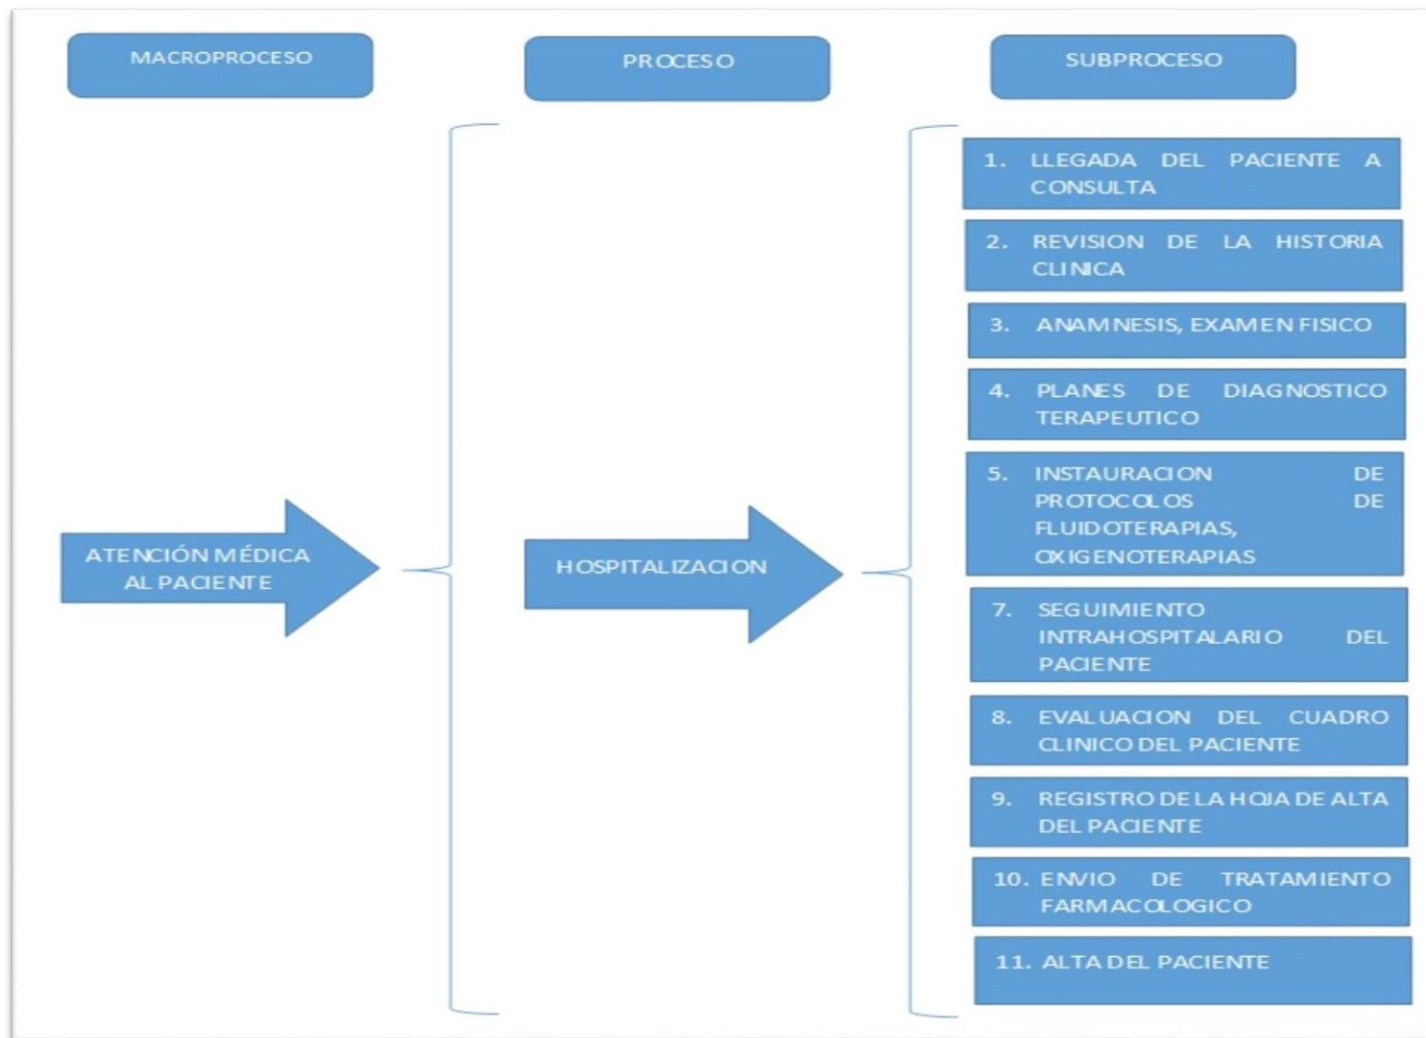 MACROPROCESO
PROCESO
SUBPROCESO
ATENCIÓN MÉDICA
AL PACIENTE
HOSPITALIZACION
1. LLEGADA DEL PACIENTE A
CONSULTA
2. REVISION DE LA HISTORIA
CLINICA
3. ANAMNESIS, EXAMEN FISICO
4. PLANES DE DIAGNOSTICO
TERAPEUTICO
5. INSTAURACION DE
PROTOCOLOS DE
FLUIDOTERAPIAS,
OXIGENOTERAPIAS
7. SEGUIMIENTO
INTRAHOSPITALARIO DEL
PACIENTE
8. EVALUACION DEL CUADRO
CLINICO DEL PACIENTE
9. REGISTRO DE LA HOJA DE ALTA
DEL PACIENTE
10. ENVIO DE TRATAMIENTO
FARMACOLOGICO
11. ALTA DEL PACIENTE